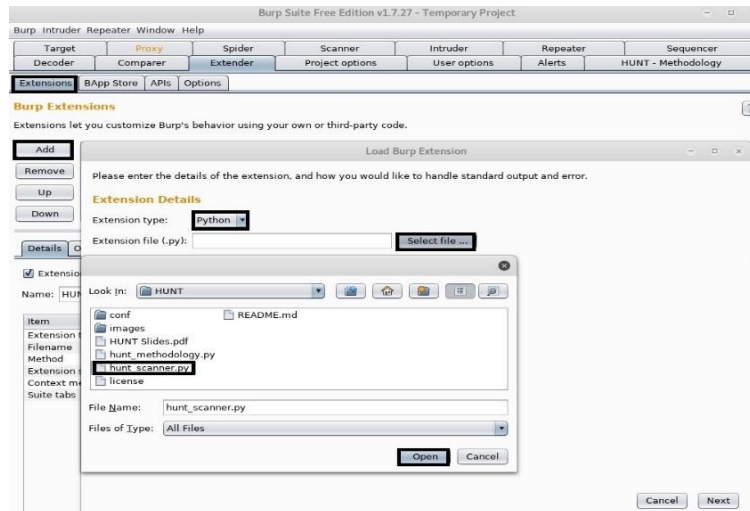 Burp Suite Free Edition v1.7.27 - Temporary Project
Burp Intruder Repeater Window Help
Target Proxy Spider Scanner Intruder Repeater Sequencer
Decoder Comparer Extender Project options User options Alerts HUNT - Methodology
Extensions BApp Store APIs Options
Burp Extensions
Extensions let you customize Burp's behavior using your own or third-party code.
Add
Load Burp Extension
Remove
Please enter the details of the extension, and how you would like to handle standard output and error.
Up
Extension Details
Down
Extension type: Python
Extension file (.py): Select file ...
Details
Extensio
Look In: HUNT
Name: HUN
conf README.md
images
Item
HUNT Slides.pdf
Extension t
hunt_methodology.py
Filename
hunt_scanner.py
Method
license
Extension s
Context me
File Name: hunt_scanner.py
Suite tabs
Files of Type: All Files
Open Cancel
Cancel Next